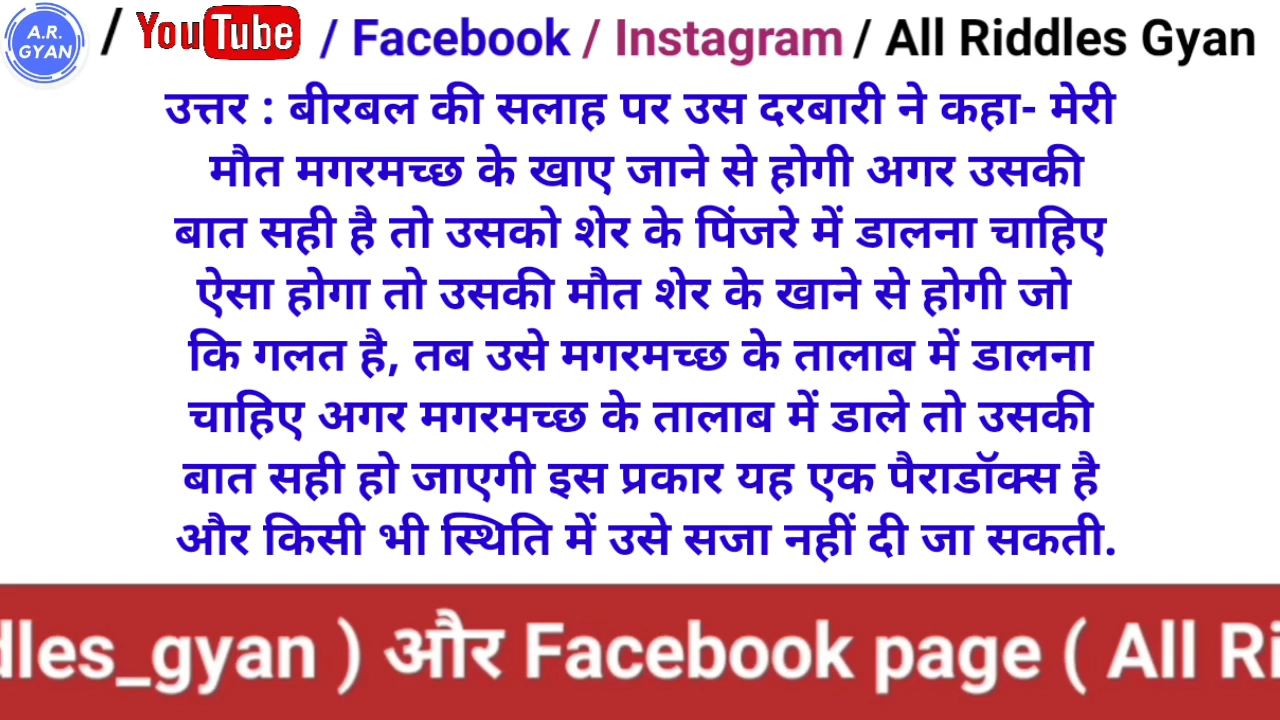 A.R.
GYAN
/ YouTube / Facebook / Instagram / All Riddles Gyan
उत्तर : बीरबल की सलाह पर उस दरबारी ने कहा- मेरी
मौत मगरमच्छ के खाए जाने से होगी अगर उसकी
बात सही है तो उसको शेर के पिंजरे में डालना चाहिए
ऐसा होगा तो उसकी मौत शेर के खाने से होगी जो
कि गलत है, तब उसे मगरमच्छ के तालाब में डालना
चाहिए अगर मगरमच्छ के तालाब में डाले तो उसकी
बात सही हो जाएगी इस प्रकार यह एक पैराडॉक्स है
और किसी भी स्थिति में उसे सजा नहीं दी जा सकती.
dles_gyan ) और Facebook page ( All Ri